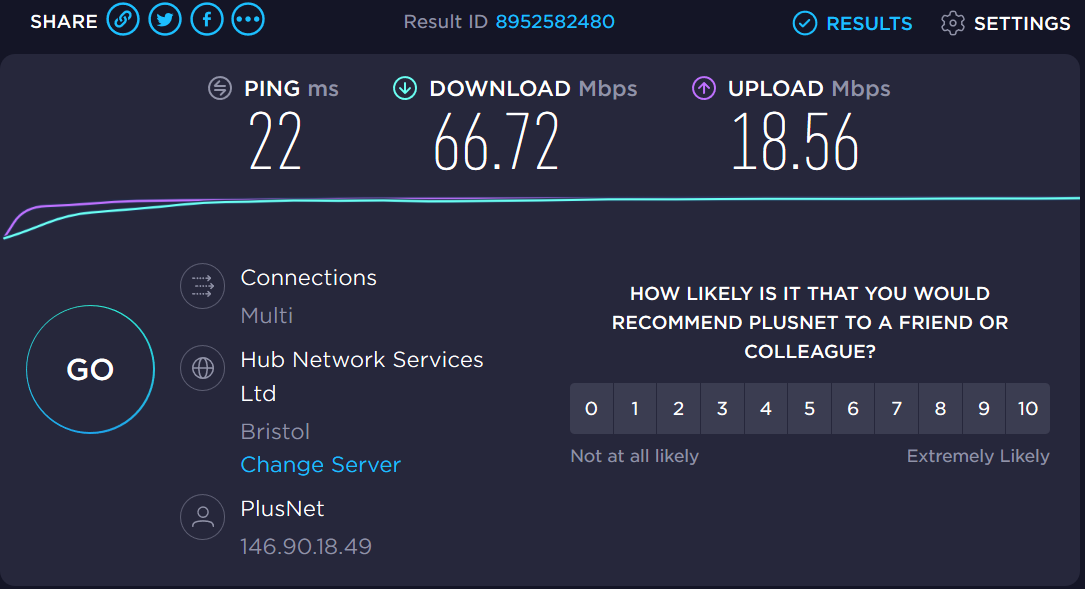 SHARE
Result ID 8952582480
RESULTS
SETTINGS
PING ms
DOWNLOAD Mbps
UPLOAD Mbps
22
66.72
18.56
GO
Connections
Multi
Hub Network Services
Ltd
Bristol
Change Server
PlusNet
146.90.18.49
HOW LIKELY IS IT THAT YOU WOULD
RECOMMEND PLUSNET TO A FRIEND OR
COLLEAGUE?
0 1 2 3 4 5 6 7 8 9 10
Not at all likely
Extremely Likely